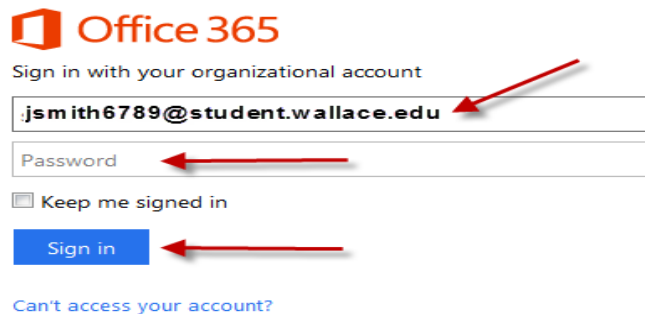 Office 365
Sign in with your organizational account
jsmith6789@student.wallace.edu
Password
Keep me signed in
Sign in
Can't access your account?